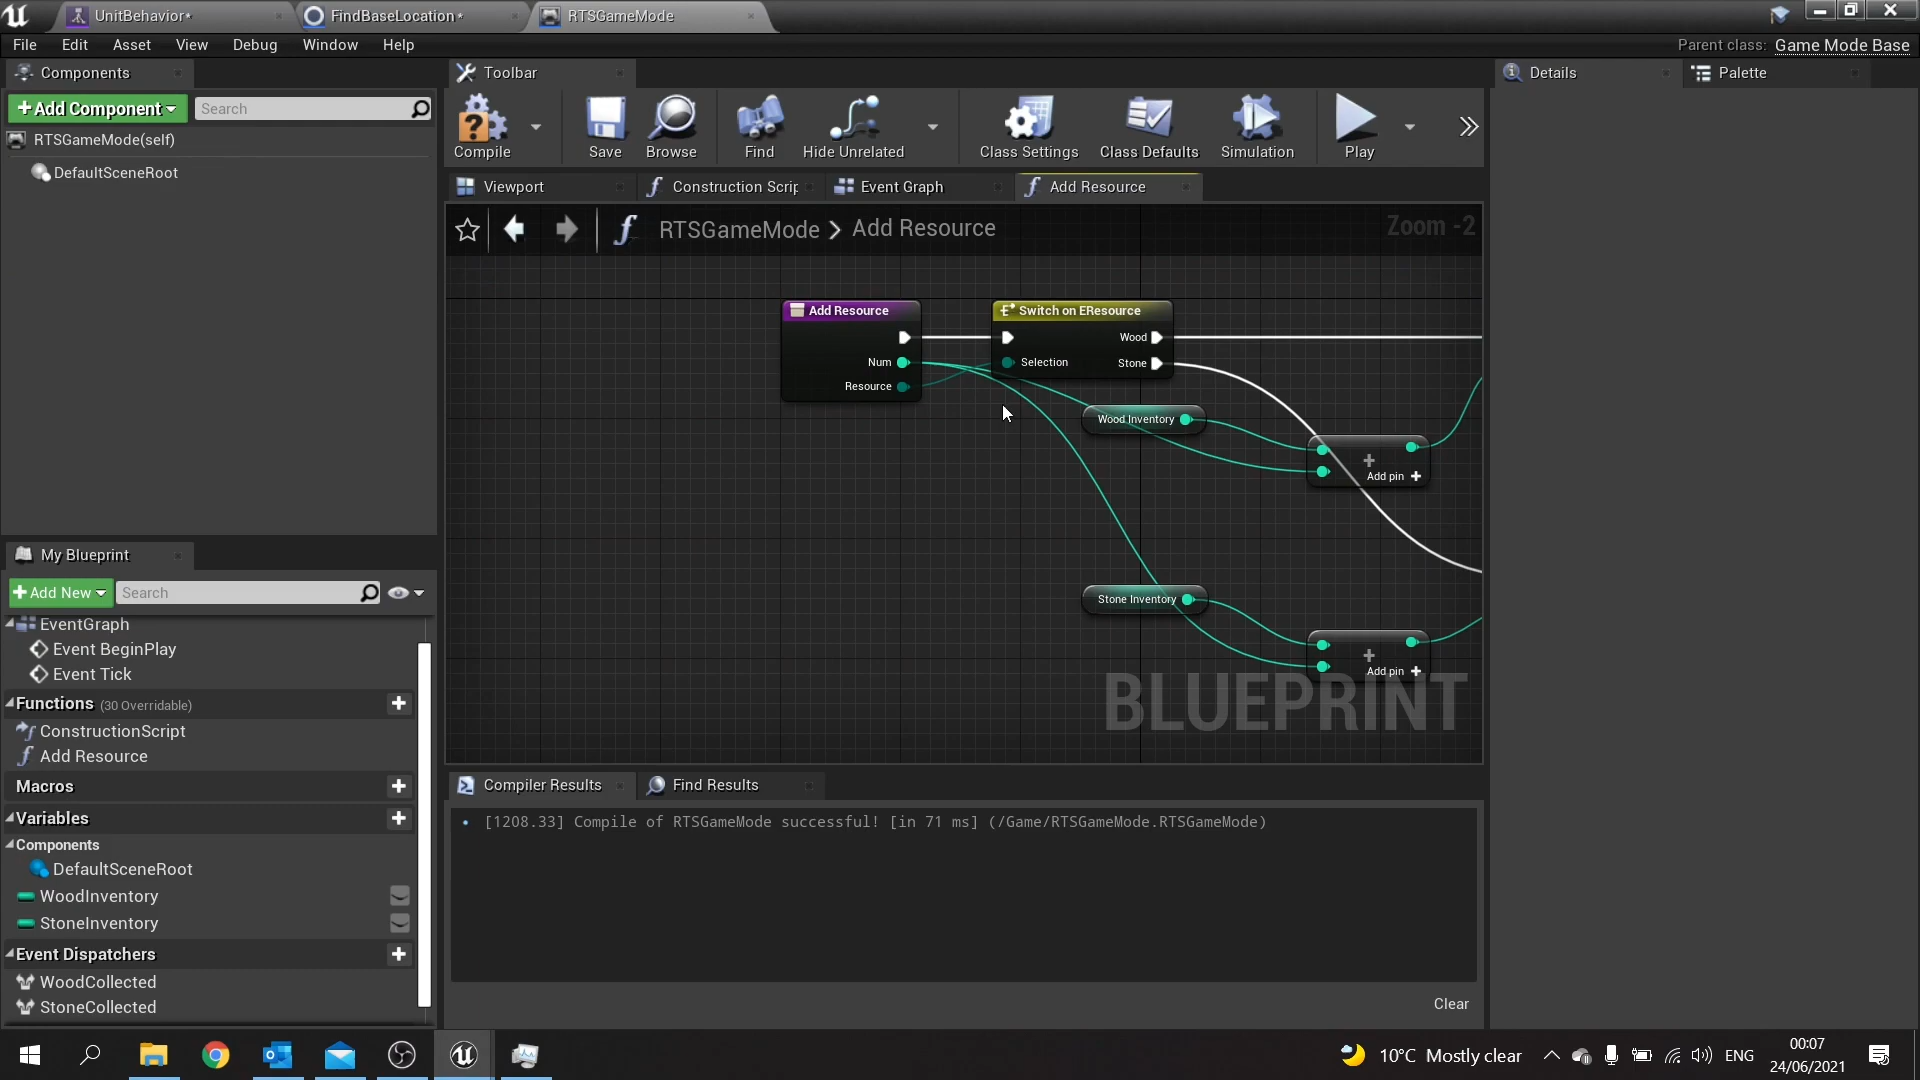 UnitBehavior*
FindBaseLocation*
RTSGameMode
File Edit Asset View Debug Window Help
Parent class: Game Mode Base
Components
+Add Component
Search
RTSGameMode(self)
DefaultSceneRoot
Toolbar
Compile
Save
Browse
Find
Hide Unrelated
Class Settings
Class Defaults
Simulation
Play
Details
Palette
Viewport
Construction Scrip
Event Graph
Add Resource
RTSGameMode > Add Resource
Zoom -2
Add Resource
Num
Resource
Switch on EResource
Wood
Selection
Stone
Wood Inventory
Add pin +
Stone Inventory
Add pin +
BLUEPRINT
My Blueprint
+Add New
Search
EventGraph
Event BeginPlay
Event Tick
Functions (30 Overridable)
ConstructionScript
Add Resource
Macros
Variables
Components
DefaultSceneRoot
WoodInventory
StoneInventory
Event Dispatchers
WoodCollected
StoneCollected
Compiler Results
Find Results
[1208.33] Compile of RTSGameMode successful! [in 71 ms] (/Game/RTSGameMode.RTSGameMode)
Clear
10°C Mostly clear
ENG
00:07
24/06/2021